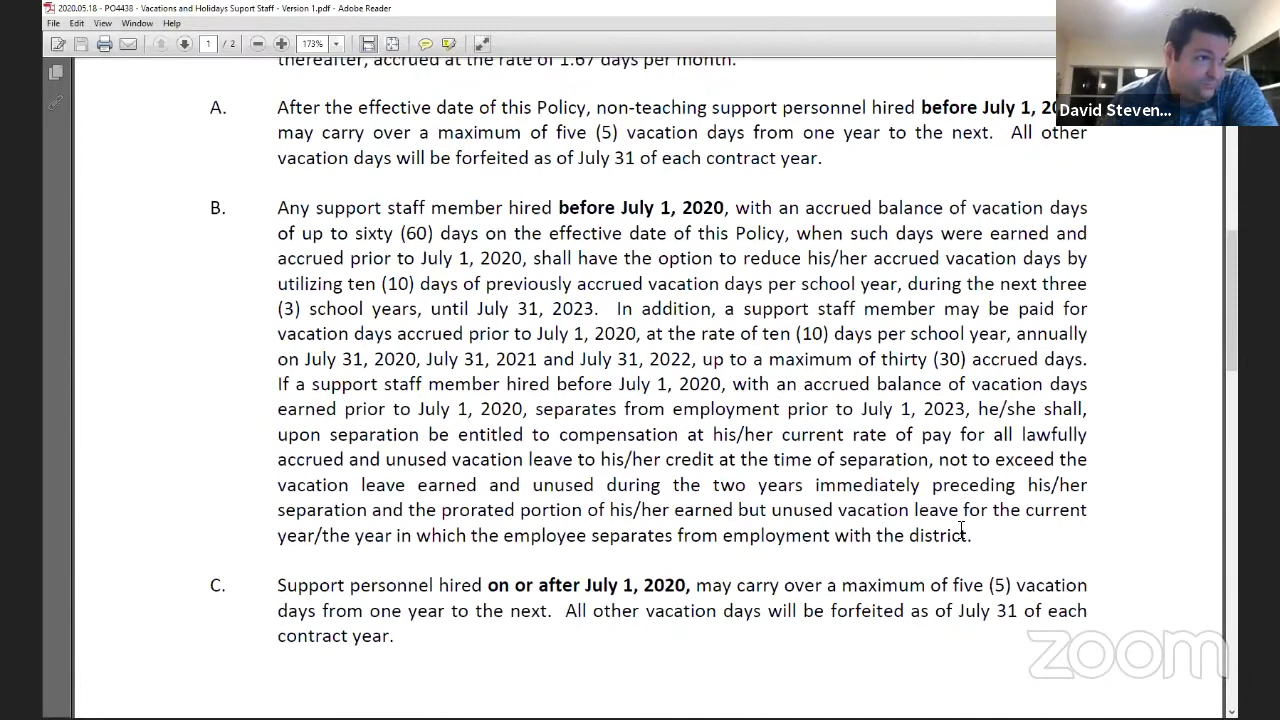 2020.05.18 - PO4438 - Vacations and Holidays Suport Staff - Version 1.pdf - Adobe Reader
File Edit View Window Help
1 / 2 173%
thereafter, accrued at the rate of 1.67 days per month.
David Steven...
A. After the effective date of this Policy, non-teaching support personnel hired before July 1, 20
may carry over a maximum of five (5) vacation days from one year to the next. All other
vacation days will be forfeited as of July 31 of each contract year.
B. Any support staff member hired before July 1, 2020, with an accrued balance of vacation days
of up to sixty (60) days on the effective date of this Policy, when such days were earned and
accrued prior to July 1, 2020, shall have the option to reduce his/her accrued vacation days by
utilizing ten (10) days of previously accrued vacation days per school year, during the next three
(3) school years, until July 31, 2023. In addition, a support staff member may be paid for
vacation days accrued prior to July 1, 2020, at the rate of ten (10) days per school year, annually
on July 31, 2020, July 31, 2021 and July 31, 2022, up to a maximum of thirty (30) accrued days.
If a support staff member hired before July 1, 2020, with an accrued balance of vacation days
earned prior to July 1, 2020, separates from employment prior to July 1, 2023, he/she shall,
upon separation be entitled to compensation at his/her current rate of pay for all lawfully
accrued and unused vacation leave to his/her credit at the time of separation, not to exceed the
vacation leave earned and unused during the two years immediately preceding his/her
separation and the prorated portion of his/her earned but unused vacation leave for the current
year/the year in which the employee separates from employment with the district.
C. Support personnel hired on or after July 1, 2020, may carry over a maximum of five (5) vacation
days from one year to the next. All other vacation days will be forfeited as of July 31 of each
contract year.
zoom